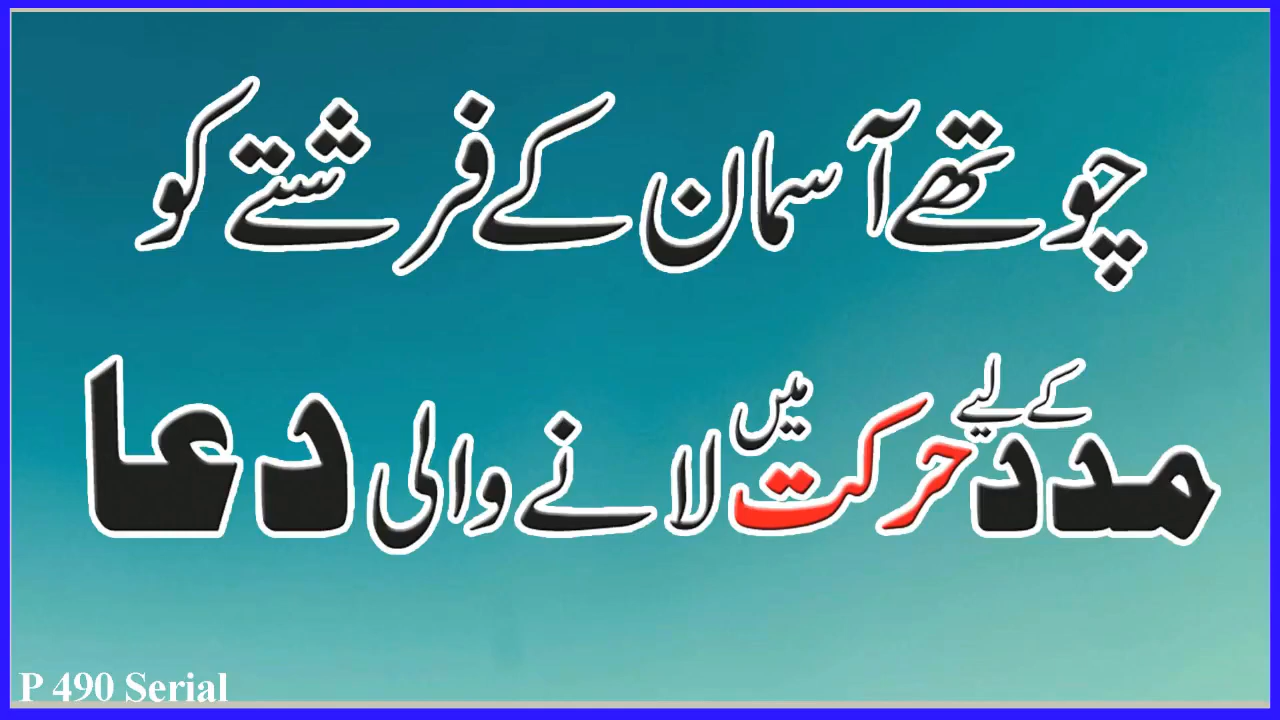 چوتھے آسمان کے فرشتے کو
مدد کے لیے حرکت میں لانے والی دعا
P 490 Serial